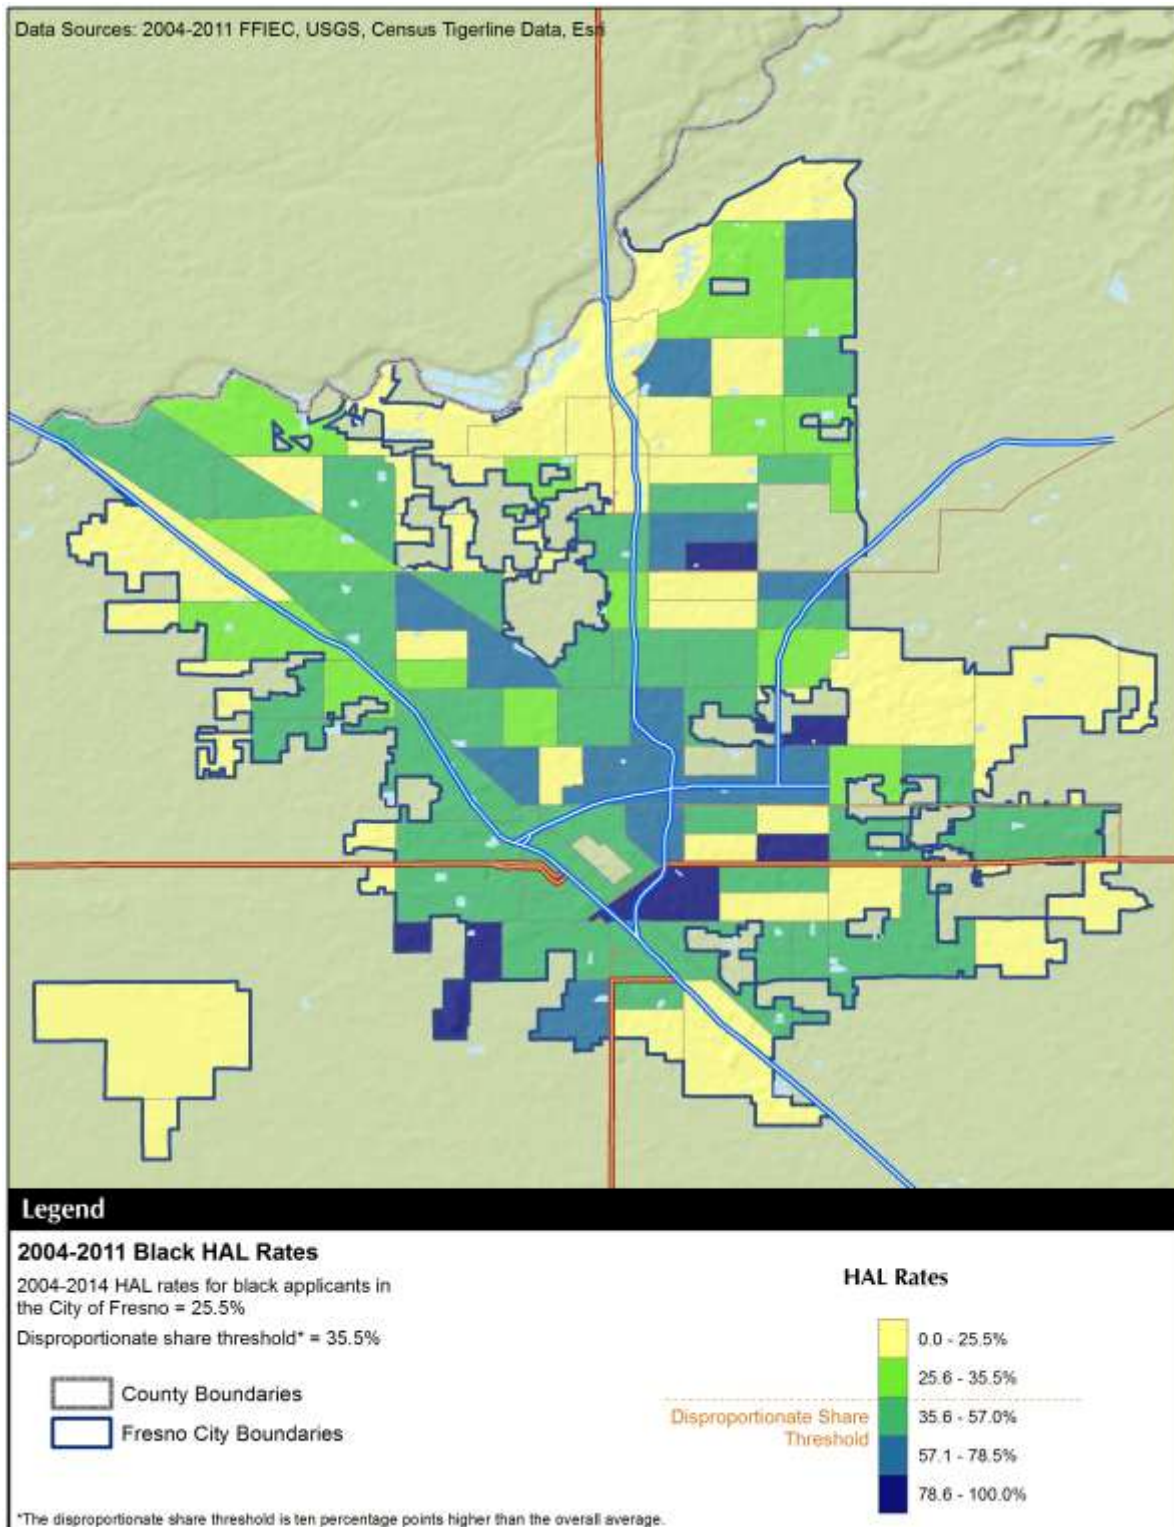 Data Sources: 2004-2011 FFIEC, USGS, Census Tigerline Data, Esri
Legend
2004-2011 Black HAL Rates
2004-2014 HAL rates for black applicants in
the City of Fresno = 25.5%
Disproportionate share threshold* = 35.5%
County Boundaries
Fresno City Boundaries
HAL Rates
0.0 - 25.5%
25.6 - 35.5%
Disproportionate Share
Threshold
35.6 - 57.0%
57.1 - 78.5%
78.6 - 100.0%
*The disproportionate share threshold is ten percentage points higher than the overall average.